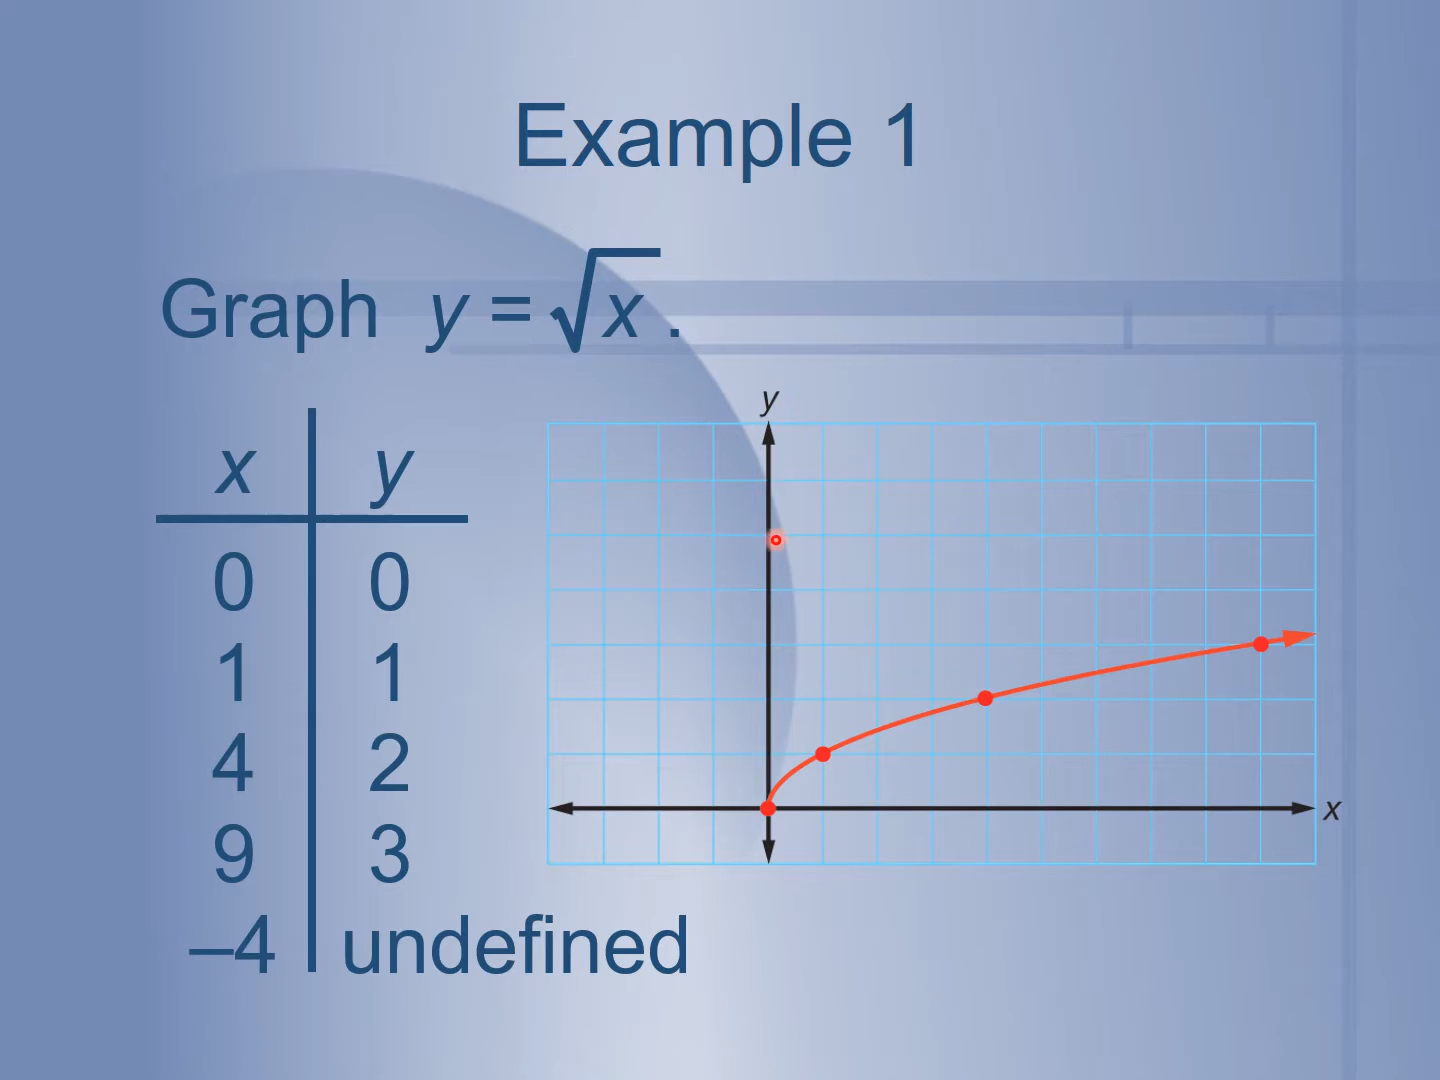 Example 1
Graph y = √x.
x y
0 0
1 1
4 2
9 3
–4 undefined
y
x